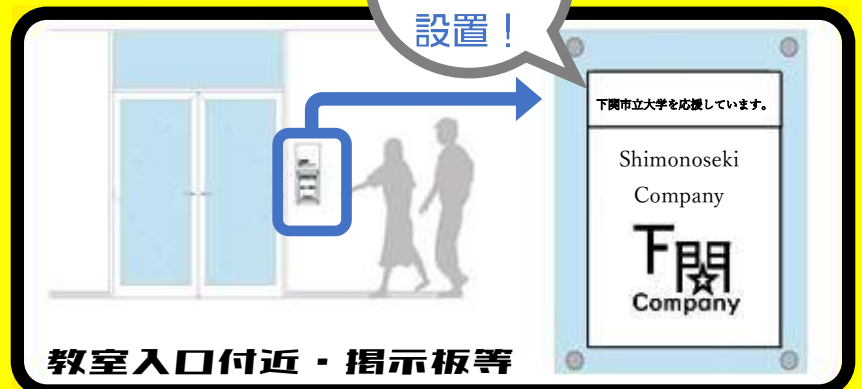 設置!
下関市立大学を応援しています。
Shimonoseki
Company
下関
Company
教室入口付近・掲示板等